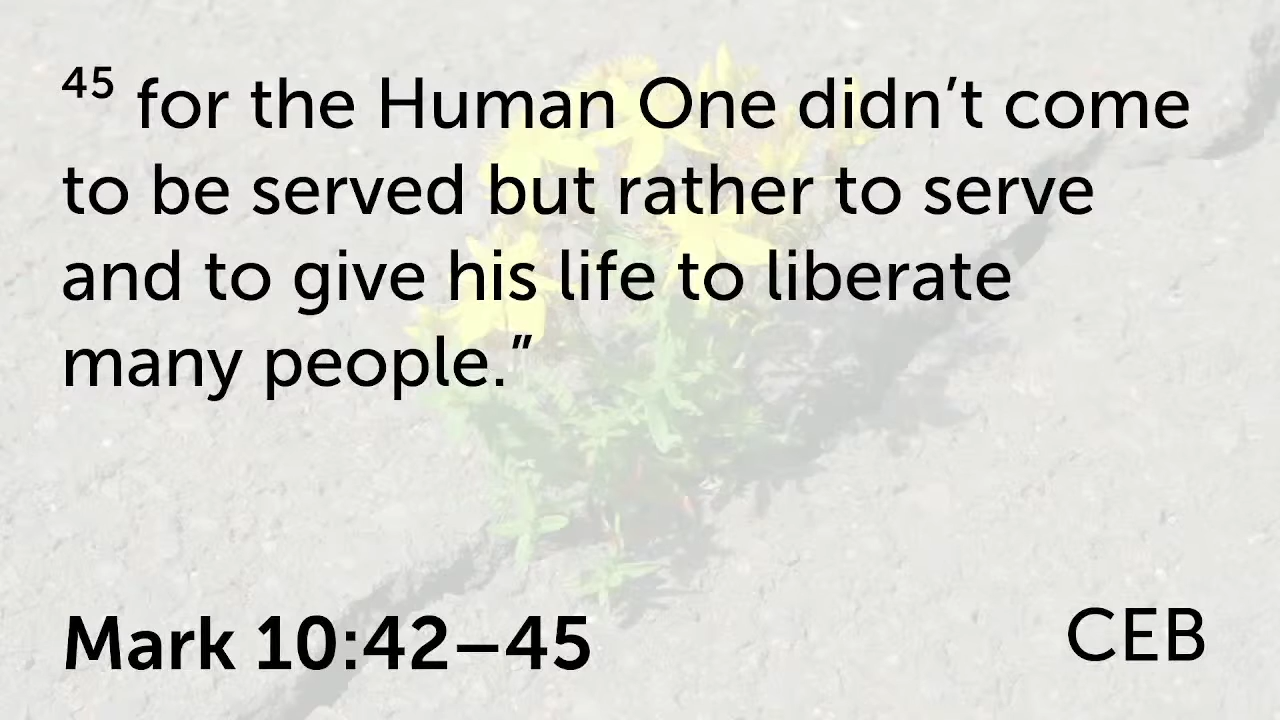 45 for the Human One didn’t come
to be served but rather to serve
and to give his life to liberate
many people.”
Mark 10:42–45
CEB